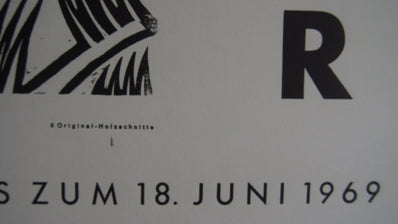 R
6 Original-Holzschnitte
S ZUM 18. JUNI 1969